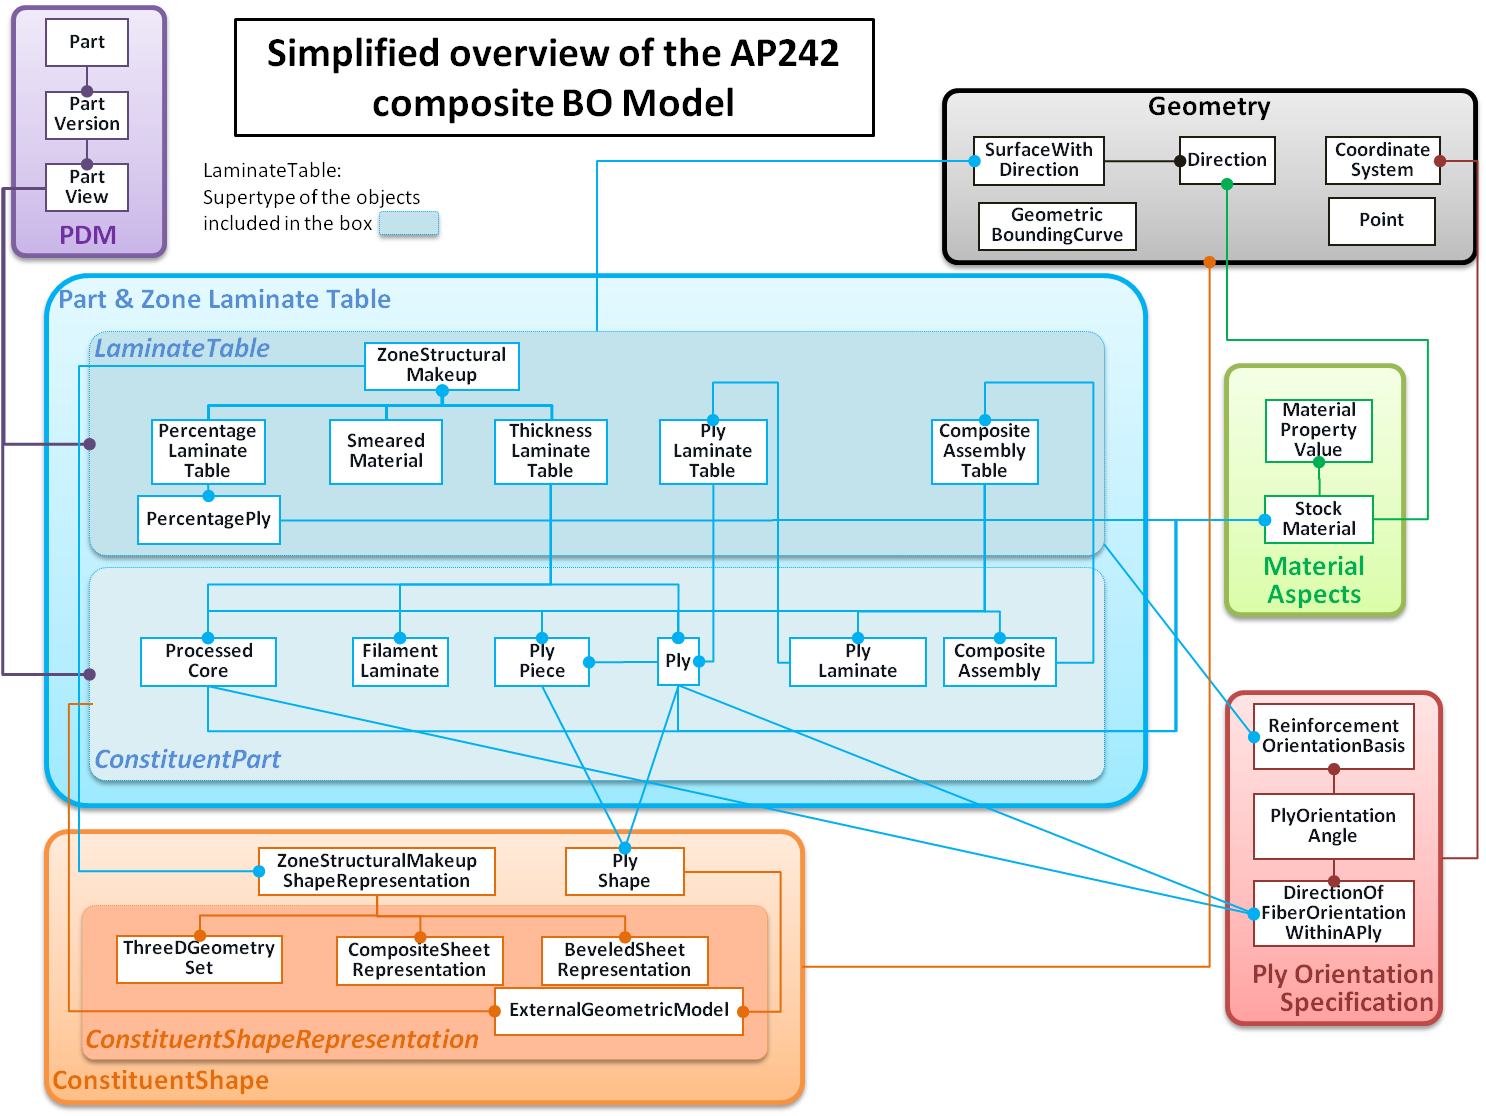 Part
Part
Version
Part
View
PDM
Simplified overview of the AP242
composite BO Model
LaminateTable:
Supertype of the objects
included in the box
Geometry
SurfaceWith
Direction
Direction
Coordinate
System
Geometric
BoundingCurve
Point
Part & Zone Laminate Table
LaminateTable
ZoneStructural
Makeup
Percentage
Laminate
Table
Smeared
Material
Thickness
Laminate
Table
Ply
Laminate
Table
Composite
Assembly
Table
PercentagePly
Material
Property
Value
Stock
Material
Material
Aspects
Processed
Core
Filament
Laminate
Ply
Piece
Ply
Ply
Laminate
Composite
Assembly
ConstituentPart
Reinforcement
OrientationBasis
PlyOrientation
Angle
DirectionOf
FiberOrientation
WithinAPly
Ply Orientation
Specification
ZoneStructuralMakeup
ShapeRepresentation
Ply
Shape
ThreeDGeometry
Set
CompositeSheet
Representation
BeveledSheet
Representation
ExternalGeometricModel
ConstituentShapeRepresentation
ConstituentShape